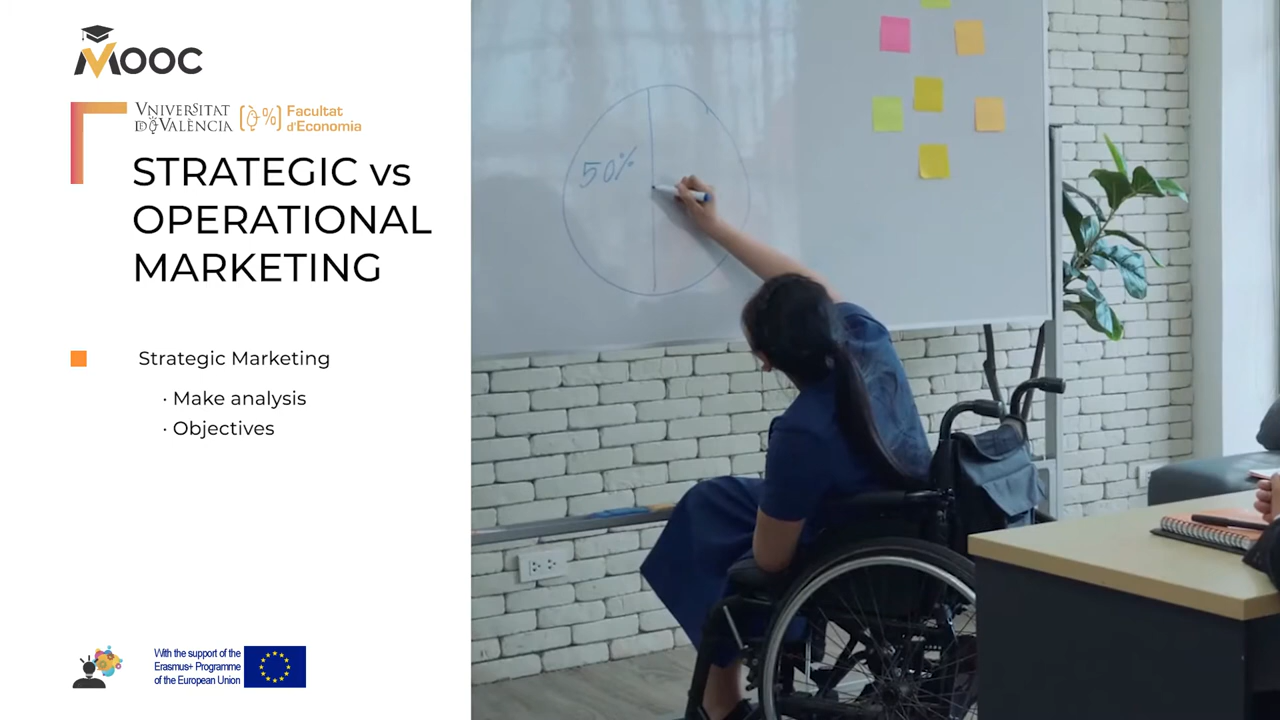 MOOC
VNIVERSITAT
DE VALÈNCIA
[%] Facultat
d'Economia
STRATEGIC vs
OPERATIONAL
MARKETING
Strategic Marketing
· Make analysis
· Objectives
50%
With the support of the
Erasmus+ Programme
of the European Union